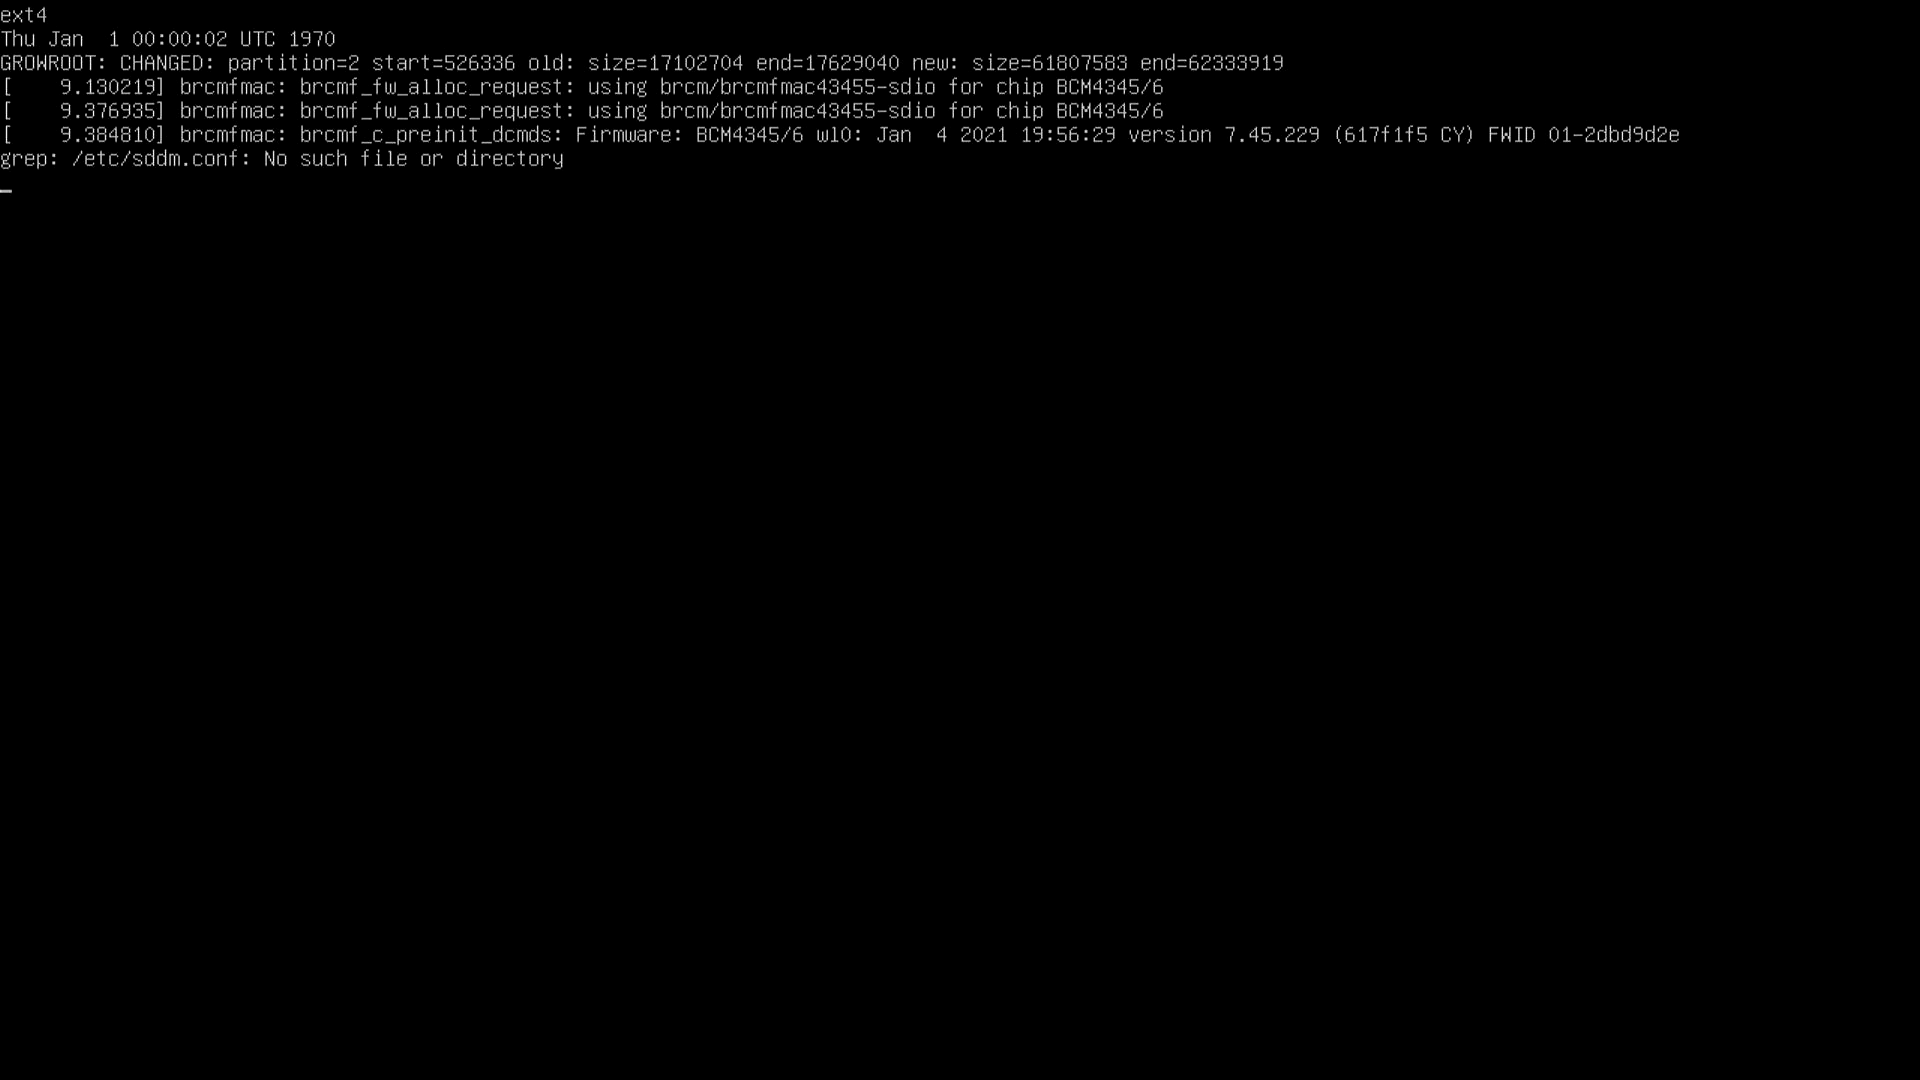 ext4
Thu Jan  1 00:00:02 UTC 1970
GROWROOT: CHANGED: partition=2 start=526336 old: size=17102704 end=17629040 new: size=61807583 end=62333919
[    9.130219] brcmfmac: brcmf_fw_alloc_request: using brcm/brcmfmac43455-sdio for chip BCM4345/6
[    9.376935] brcmfmac: brcmf_fw_alloc_request: using brcm/brcmfmac43455-sdio for chip BCM4345/6
[    9.384810] brcmfmac: brcmf_c_preinit_dcmds: Firmware: BCM4345/6 wl0: Jan  4 2021 19:56:29 version 7.45.229 (617f1f5 CY) FWID 01-2dbd9d2e
grep: /etc/sddm.conf: No such file or directory